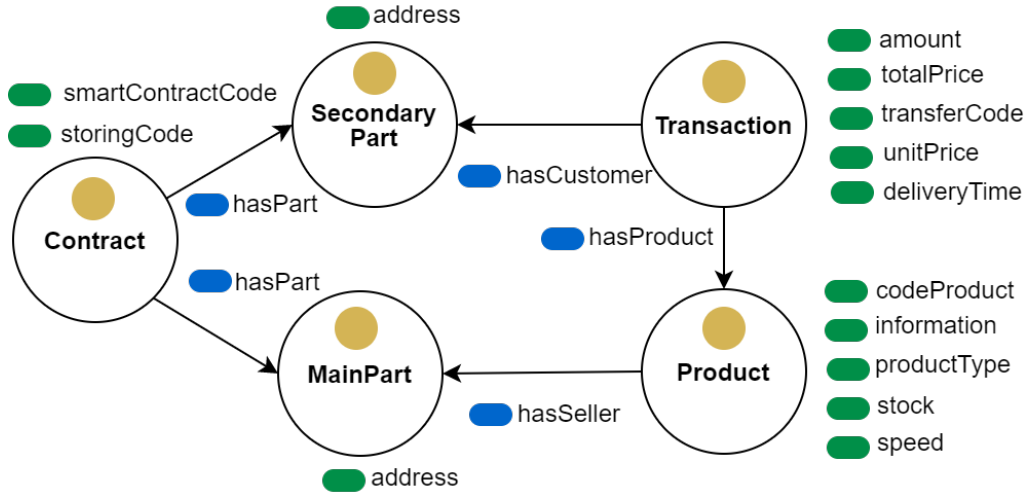 address
smartContractCode
storingCode
Secondary
Part
Transaction
amount
totalPrice
transferCode
unitPrice
deliveryTime
hasPart
hasCustomer
Contract
hasProduct
hasPart
MainPart
Product
codeProduct
information
productType
stock
speed
hasSeller
address